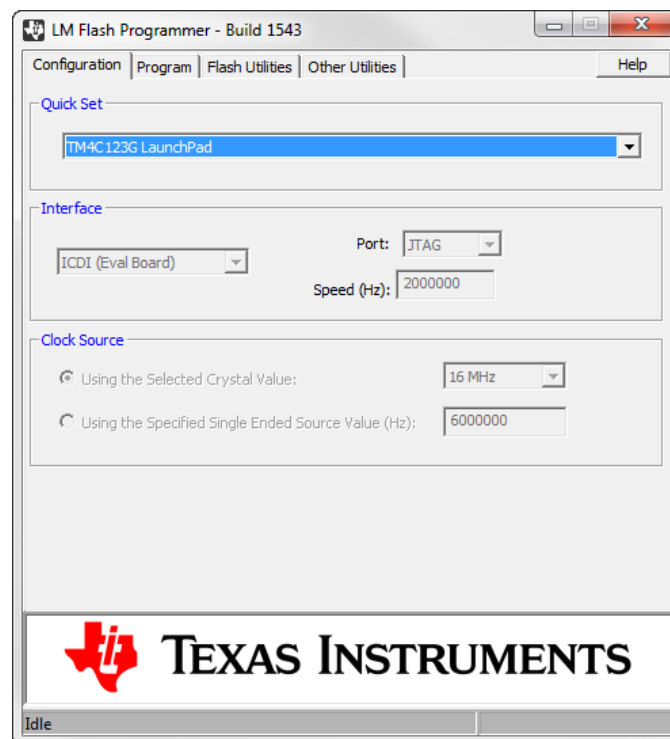 LM Flash Programmer - Build 1543
Configuration Program Flash Utilities Other Utilities Help
Quick Set
TM4C123G LaunchPad
Interface
ICDI (Eval Board) Port: JTAG
Speed (Hz): 2000000
Clock Source
Using the Selected Crystal Value: 16 MHz
Using the Specified Single Ended Source Value (Hz): 6000000
TEXAS INSTRUMENTS
Idle